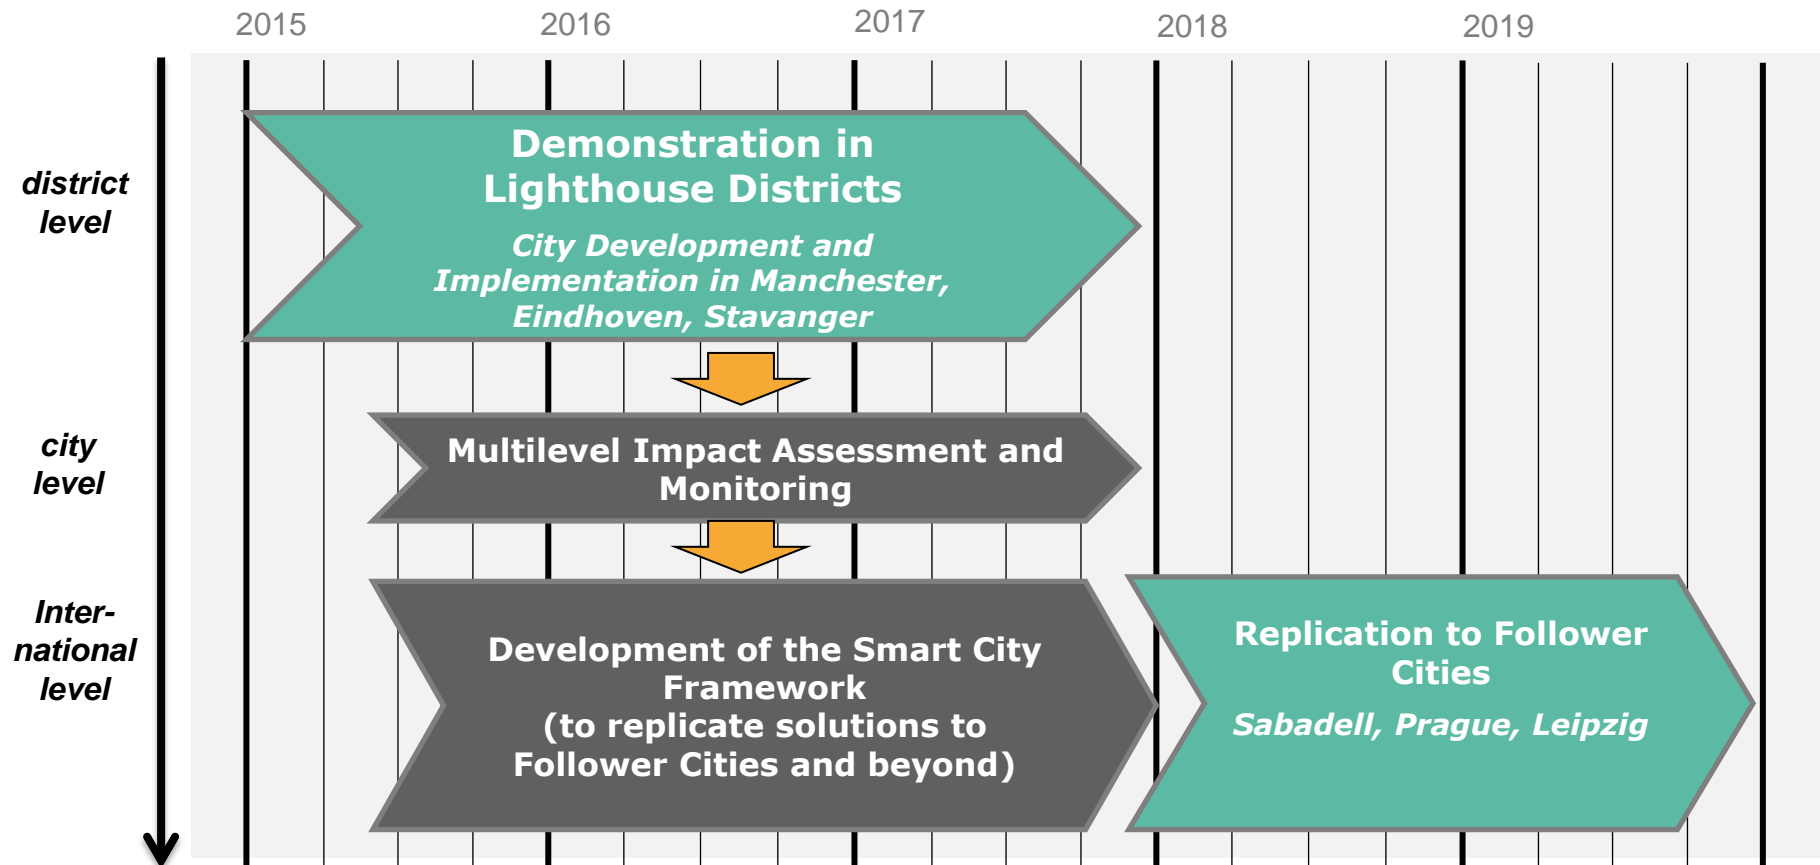 2015
2016
2017
2018
2019
district
level
Demonstration in
Lighthouse Districts
City Development and
Implementation in Manchester,
Eindhoven, Stavanger
city
level
Multilevel Impact Assessment and
Monitoring
Inter-
national
level
Development of the Smart City
Framework
(to replicate solutions to
Follower Cities and beyond)
Replication to Follower
Cities
Sabadell, Prague, Leipzig